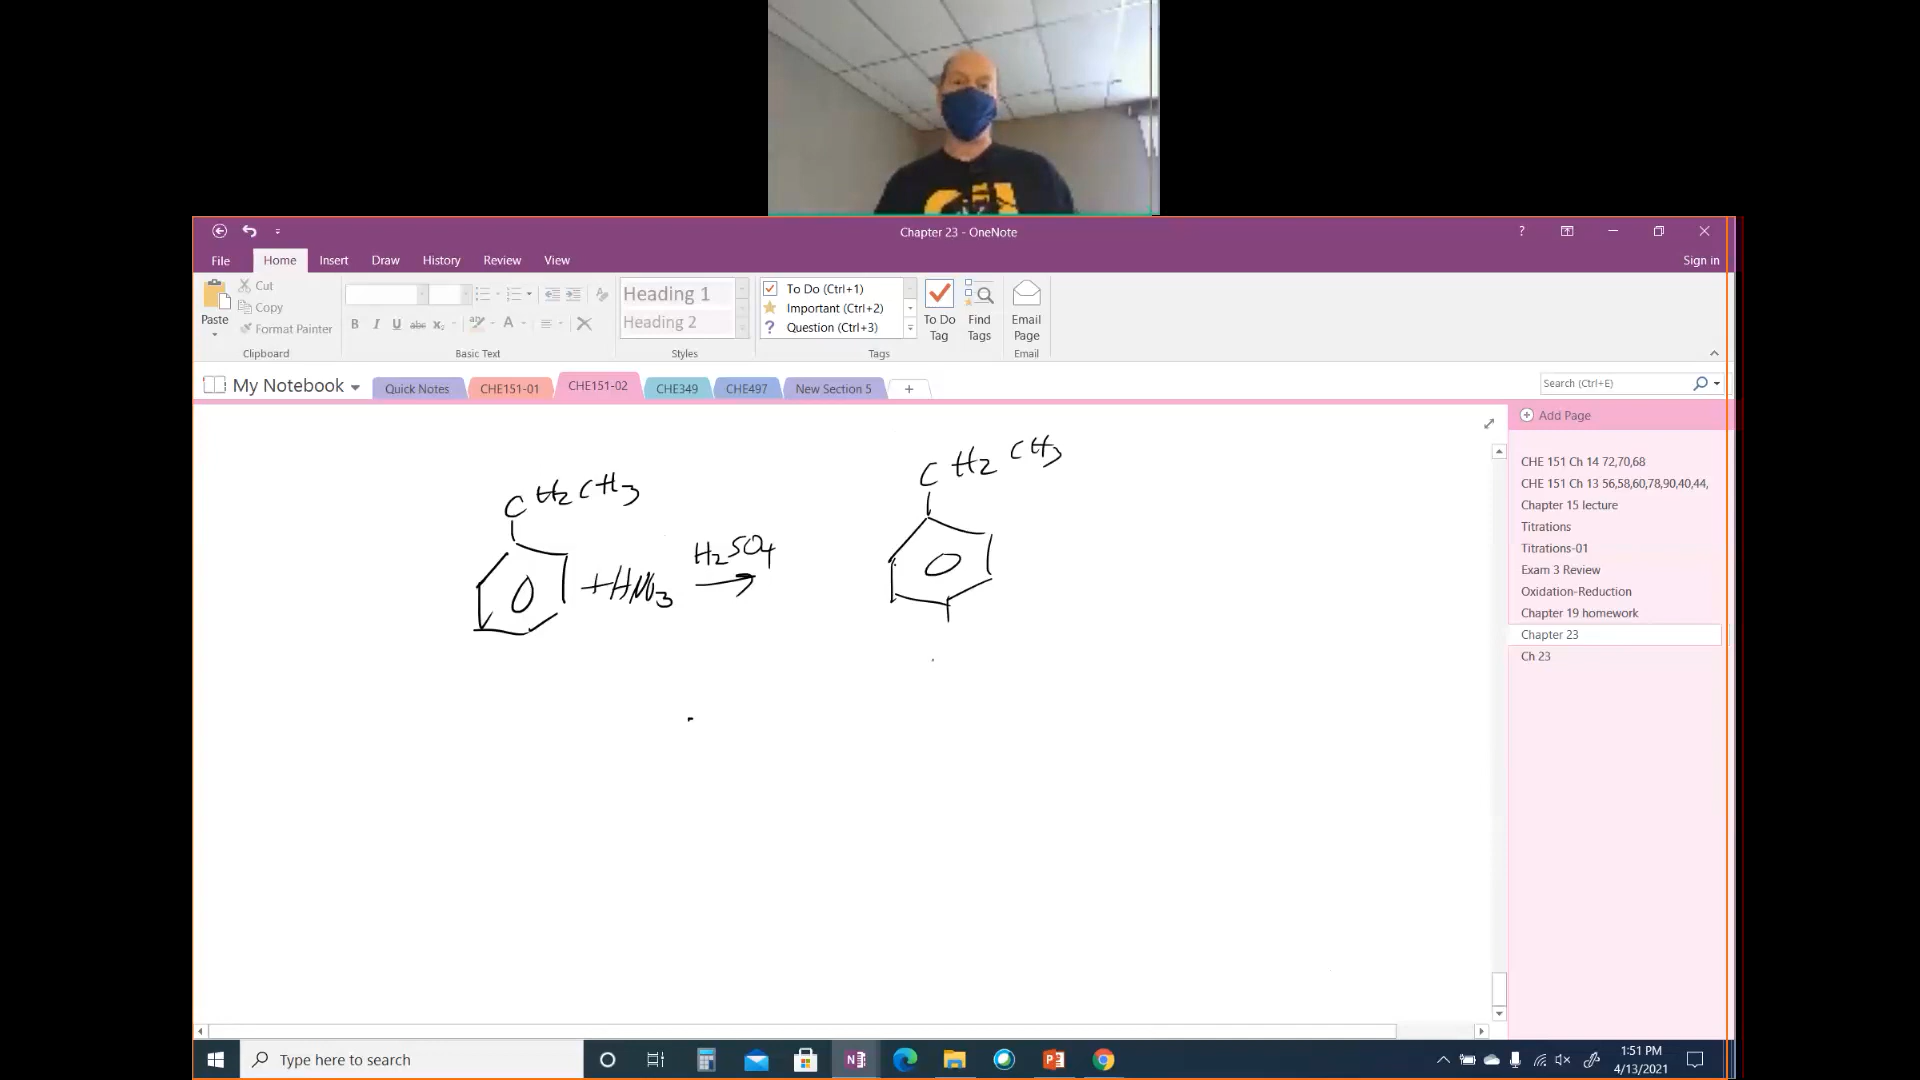 Chapter 23 - OneNote
?
File Home Insert Draw History Review View
Sign in
Paste
Cut
Copy
Format Painter
Clipboard
B I U abc x₂ A
Basic Text
Heading 1
Heading 2
Styles
To Do (Ctrl+1)
Important (Ctrl+2)
? Question (Ctrl+3)
To Do Tag
Find Tags
Tags
Email Page
Email
My Notebook
Quick Notes CHE151-01 CHE151-02 CHE349 CHE497 New Section 5 +
Search (Ctrl+E)
Add Page
CHE 151 Ch 14 72,70,68
CHE 151 Ch 13 56,58,60,78,90,40,44,
Chapter 15 lecture
Titrations
Titrations-01
Exam 3 Review
Oxidation-Reduction
Chapter 19 homework
Chapter 23
Ch 23
CH2CH3
+HNO3
H2SO4
CH2CH3
Type here to search
1:51 PM
4/13/2021